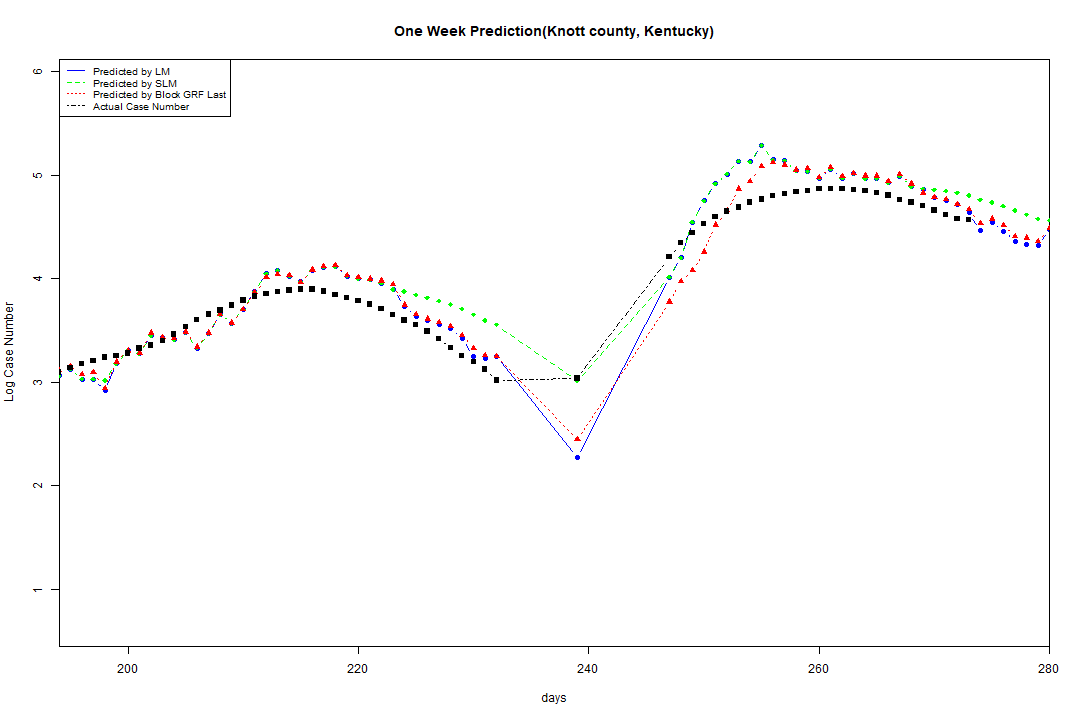 One Week Prediction(Knott county, Kentucky)
Predicted by LM
Predicted by SLM
Predicted by Block GRF Last
Actual Case Number
6
5
4
3
2
1
Log Case Number
200 220 240 260 280
days